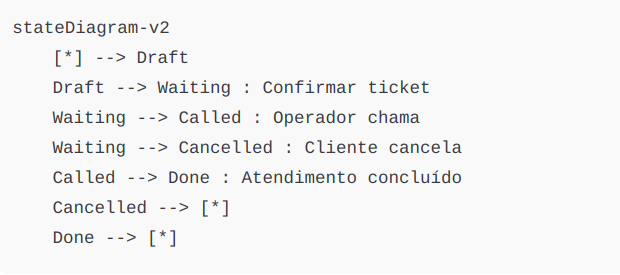 stateDiagram-v2
    [*] --> Draft
    Draft --> Waiting : Confirmar ticket
    Waiting --> Called : Operador chama
    Waiting --> Cancelled : Cliente cancela
    Called --> Done : Atendimento concluído
    Cancelled --> [*]
    Done --> [*]